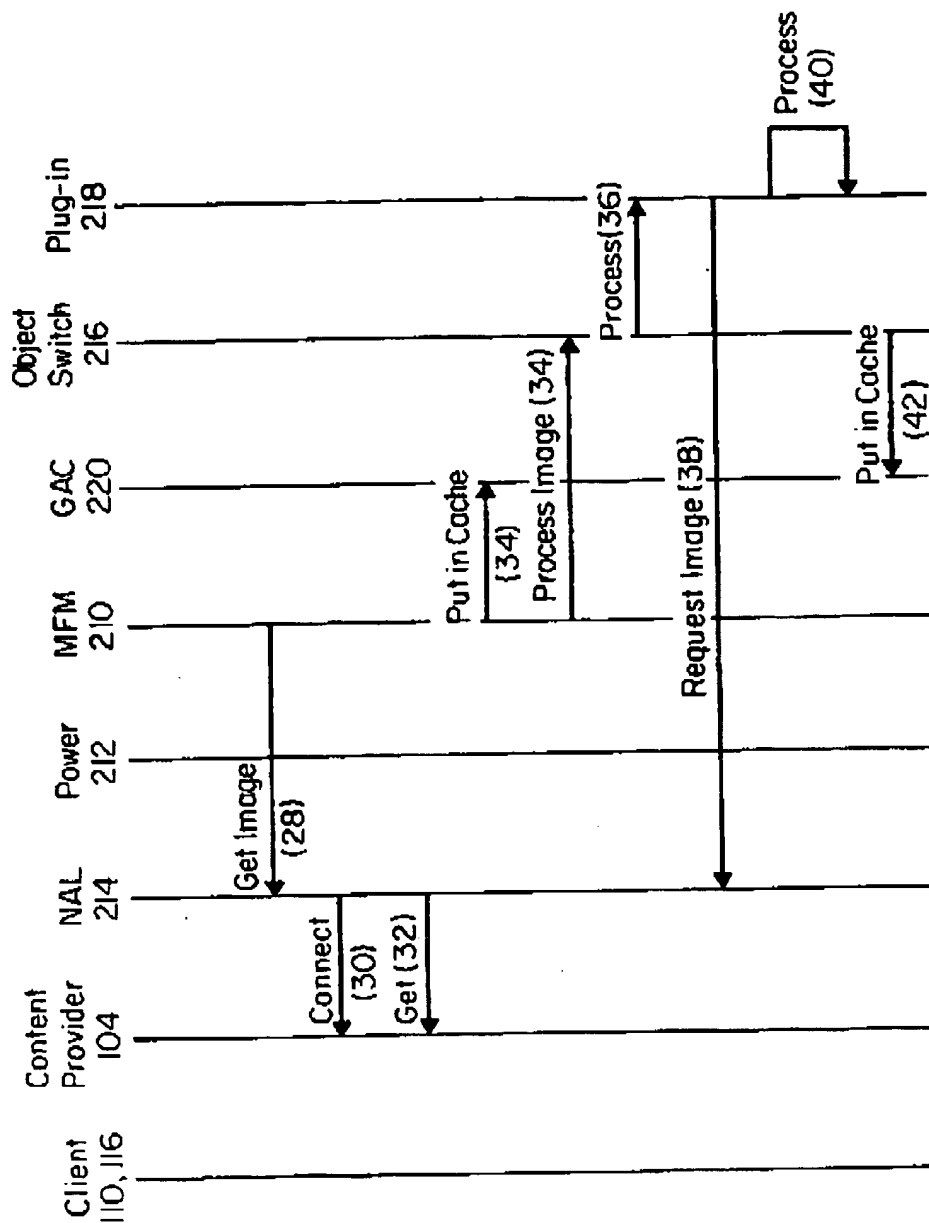 Client
110, 116
Content
Provider
104
NAL
214
Power
212
MFM
210
GAC
220
Object
Switch
216
Plug-in
218
Get Image
(28)
Connect
(30)
Get (32)
Put in Cache
(34)
Process Image (34)
Process(36)
Request Image (38)
Process
(40)
Put in Cache
(42)